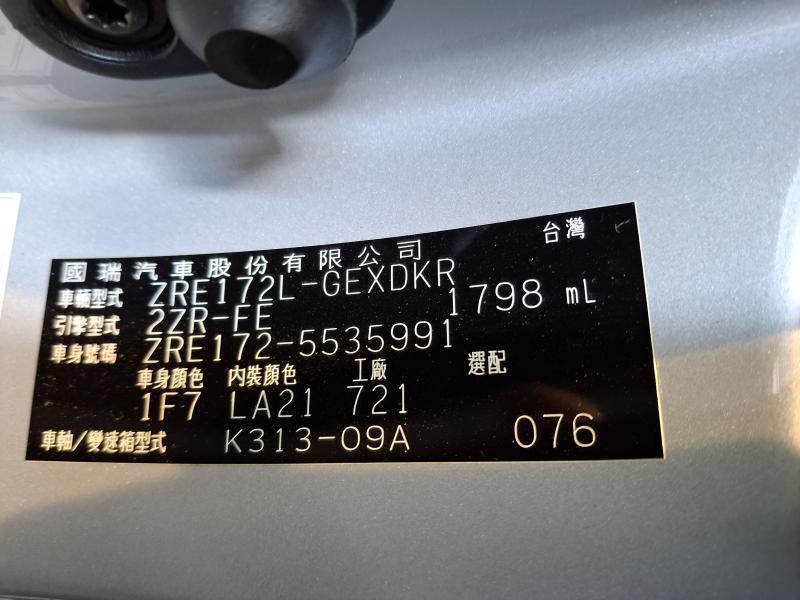 國瑞汽車股份有限公司 台灣
車輛型式 ZRE172L-GEXDKR
引擎型式 2ZR-FE 1798 mL
車身號碼 ZRE172-5535991
車身顏色 內裝顏色 工廠 選配
1F7 LA21 721
車軸/變速箱型式 K313-09A 076